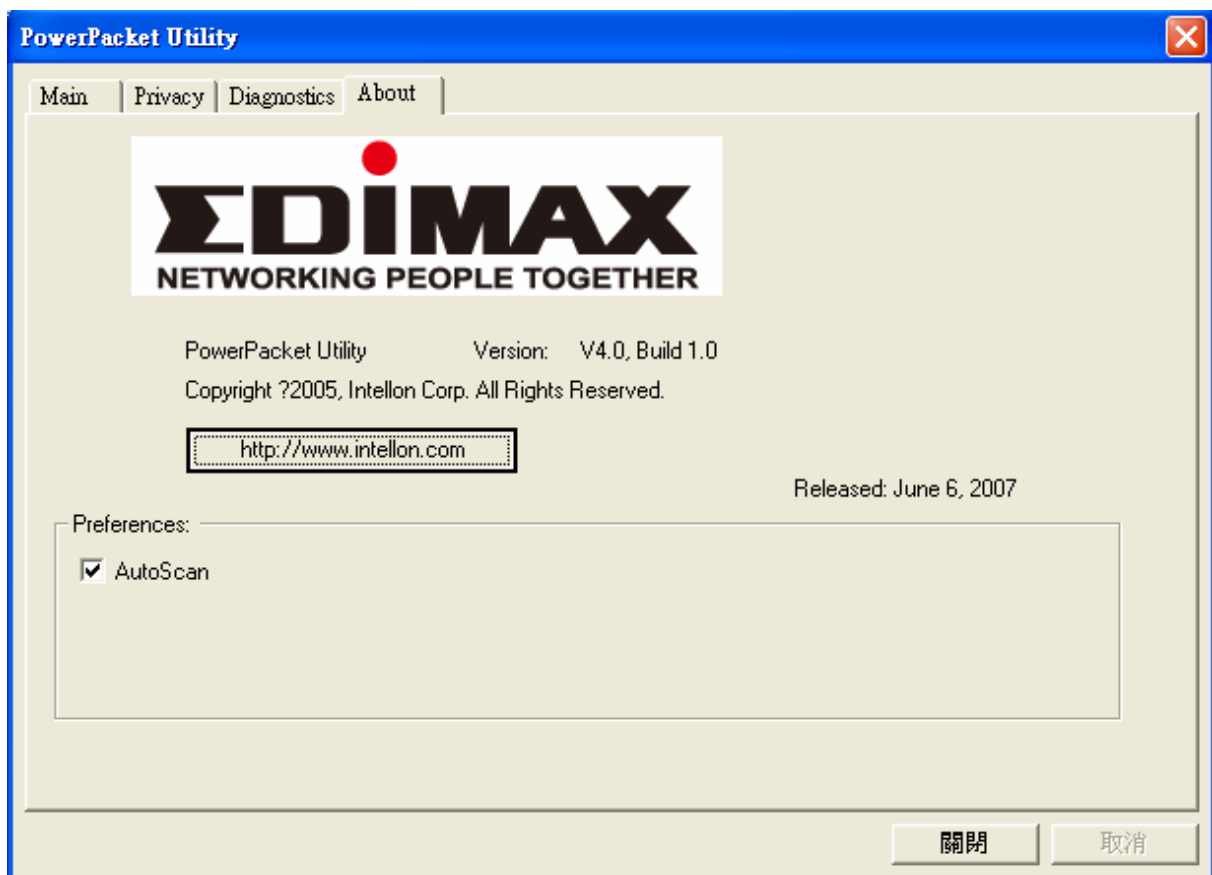 PowerPacket Utility
Main Privacy Diagnostics About
EDIMAX
NETWORKING PEOPLE TOGETHER
PowerPacket Utility Version: V4.0, Build 1.0
Copyright ?2005, Intellon Corp. All Rights Reserved.
http://www.intellon.com
Released: June 6, 2007
Preferences:
AutoScan
關閉 取消